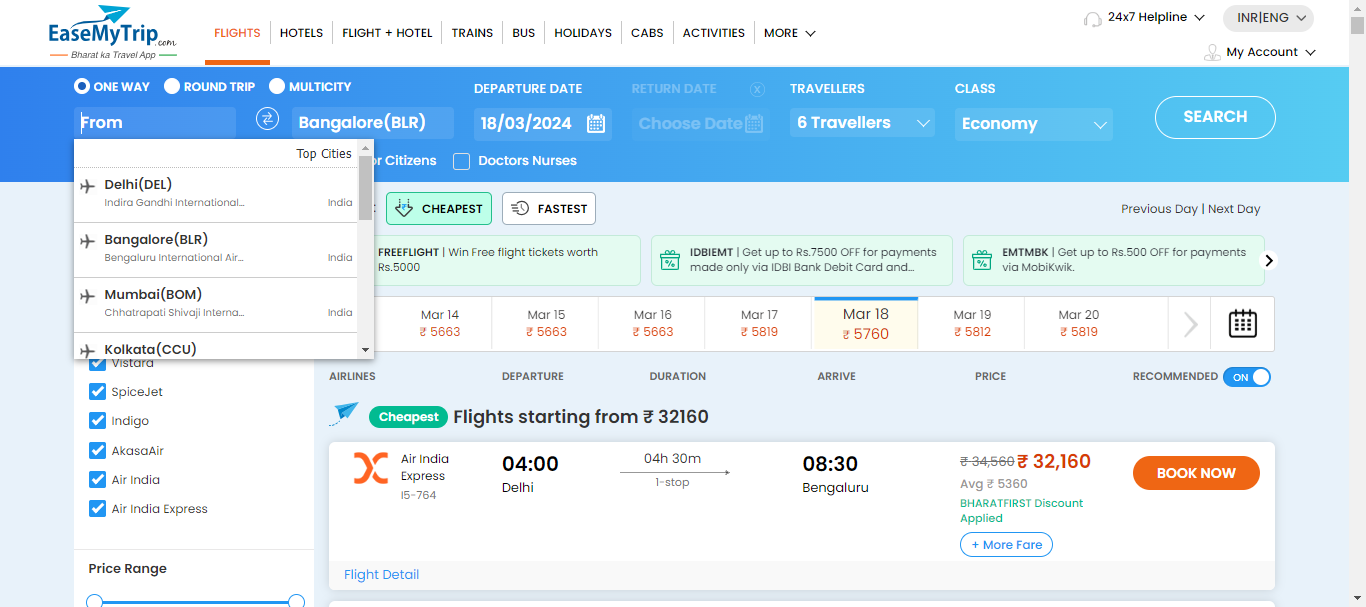 EaseMyTrip.com
Bharat ka Travel App
FLIGHTS HOTELS FLIGHT + HOTEL TRAINS BUS HOLIDAYS CABS ACTIVITIES MORE
24x7 Helpline INR|ENG
My Account
ONE WAY ROUND TRIP MULTICITY
DEPARTURE DATE RETURN DATE X TRAVELLERS CLASS
From Bangalore(BLR) 18/03/2024 Choose Date 6 Travellers Economy SEARCH
Top Cities
Delhi(DEL)
Indira Gandhi International... India
Bangalore(BLR)
Bengaluru International Air... India
Mumbai(BOM)
Chhatrapati Shivaji Interna... India
Kolkata(CCU)
or Citizens Doctors Nurses
CHEAPEST FASTEST Previous Day | Next Day
FREEFLIGHT | Win Free flight tickets worth
Rs.5000
IDBIEMT | Get up to Rs.7500 OFF for payments
made only via IDBI Bank Debit Card and...
EMTMBK | Get up to Rs.500 OFF for payments
via MobiKwik.
Mar 14 Mar 15 Mar 16 Mar 17 Mar 18 Mar 19 Mar 20
₹ 5663 ₹ 5663 ₹ 5663 ₹ 5819 ₹ 5760 ₹ 5812 ₹ 5819
Vistara
SpiceJet
Indigo
AkasaAir
Air India
Air India Express
Price Range
AIRLINES DEPARTURE DURATION ARRIVE PRICE RECOMMENDED ON
Cheapest Flights starting from ₹ 32160
Air India
Express
I5-764
04:00
Delhi
04h 30m
1-stop
08:30
Bengaluru
₹ 34,560 ₹ 32,160
Avg ₹ 5360
BHARATFIRST Discount
Applied
+ More Fare
BOOK NOW
Flight Detail